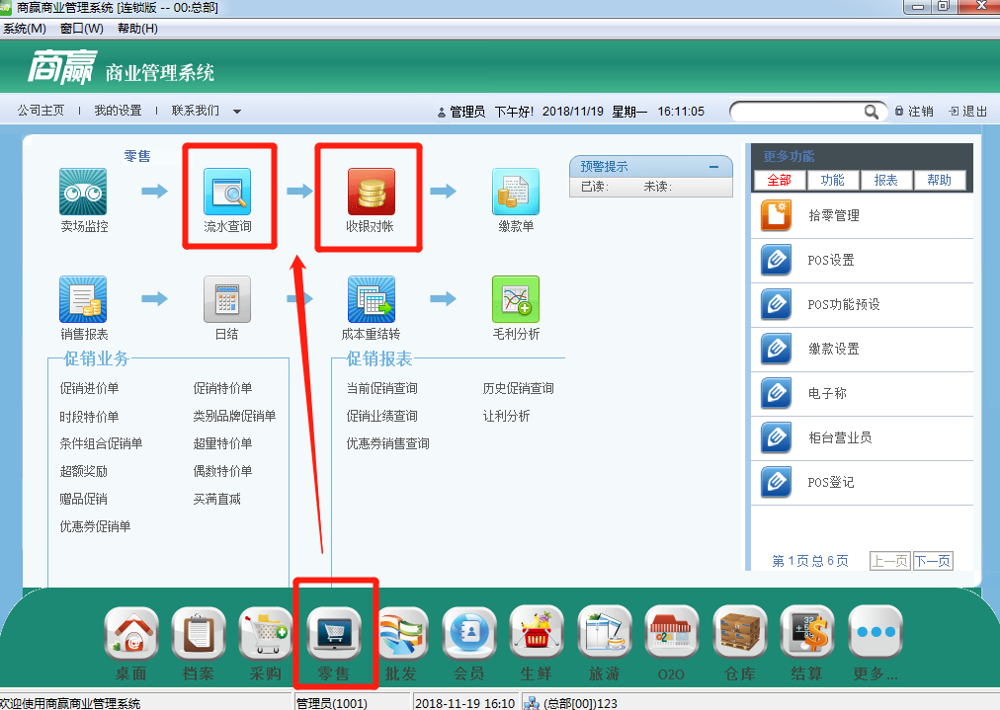 商赢商业管理系统 [连锁版 -- 00:总部]
系统(M) 窗口(W) 帮助(H)
商赢 商业管理系统
公司主页 | 我的设置 | 联系我们 管理员 下午好! 2018/11/19 星期一 16:11:05 注销 退出
零售
卖场监控 流水查询 收银对帐 缴款单
销售报表 日结 成本重结转 毛利分析
预警提示
已读: 未读:
促销业务
促销进价单 促销特价单
时段特价单 类别品牌促销单
条件组合促销单 超量特价单
超额奖励 偶数特价单
赠品促销 买满直减
优惠券促销单
促销报表
当前促销查询 历史促销查询
促销业绩查询 让利分析
优惠券销售查询
更多功能
全部 功能 报表 帮助
拾零管理
POS设置
POS功能预设
缴款设置
电子称
柜台营业员
POS登记
第 1 页 总 6 页 上一页 下一页
桌面 档案 采购 零售 批发 会员 生鲜 旅游 O2O 仓库 结算 更多...
欢迎使用商赢商业管理系统 管理员(1001) 2018-11-19 16:10 (总部[00])123